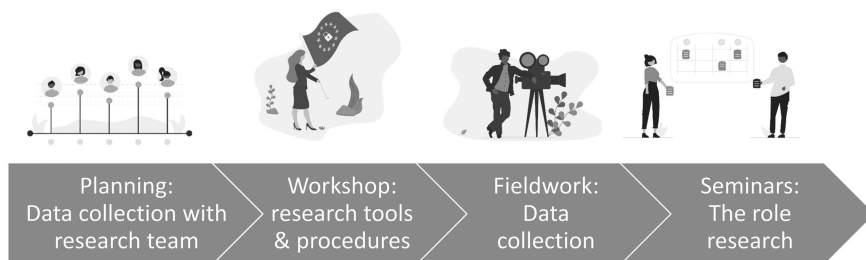 Planning:
Data collection with
research team
Workshop:
research tools
& procedures
Fieldwork:
Data
collection
Seminars:
The role
research